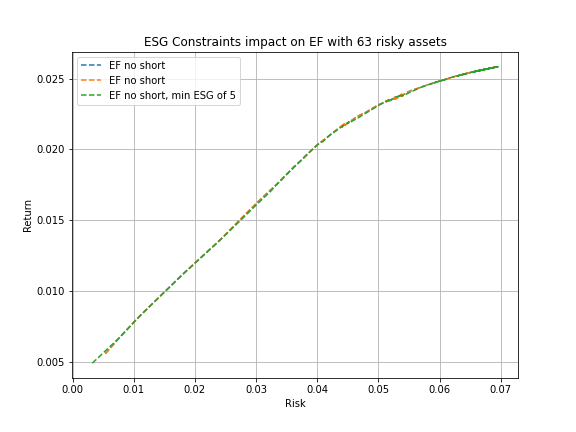 ESG Constraints impact on EF with 63 risky assets
EF no short
EF no short
EF no short, min ESG of 5
0.025
0.020
0.015
0.010
0.005
Return
0.00 0.01 0.02 0.03 0.04 0.05 0.06 0.07
Risk